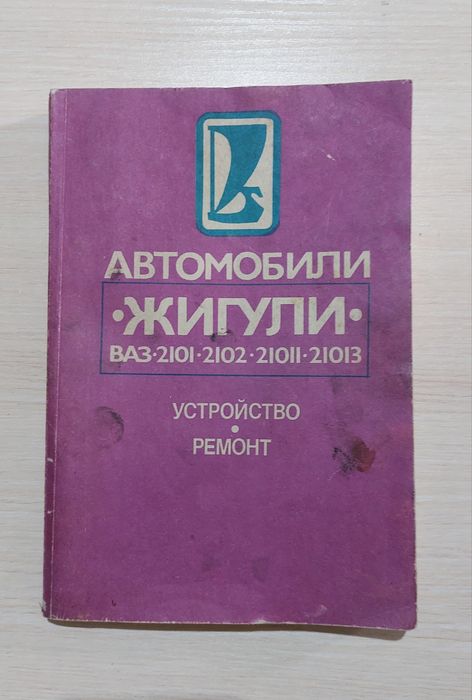 АВТОМОБИЛИ
·ЖИГУЛИ·
ВАЗ·2101·2102·21011·21013
УСТРОЙСТВО
•
РЕМОНТ